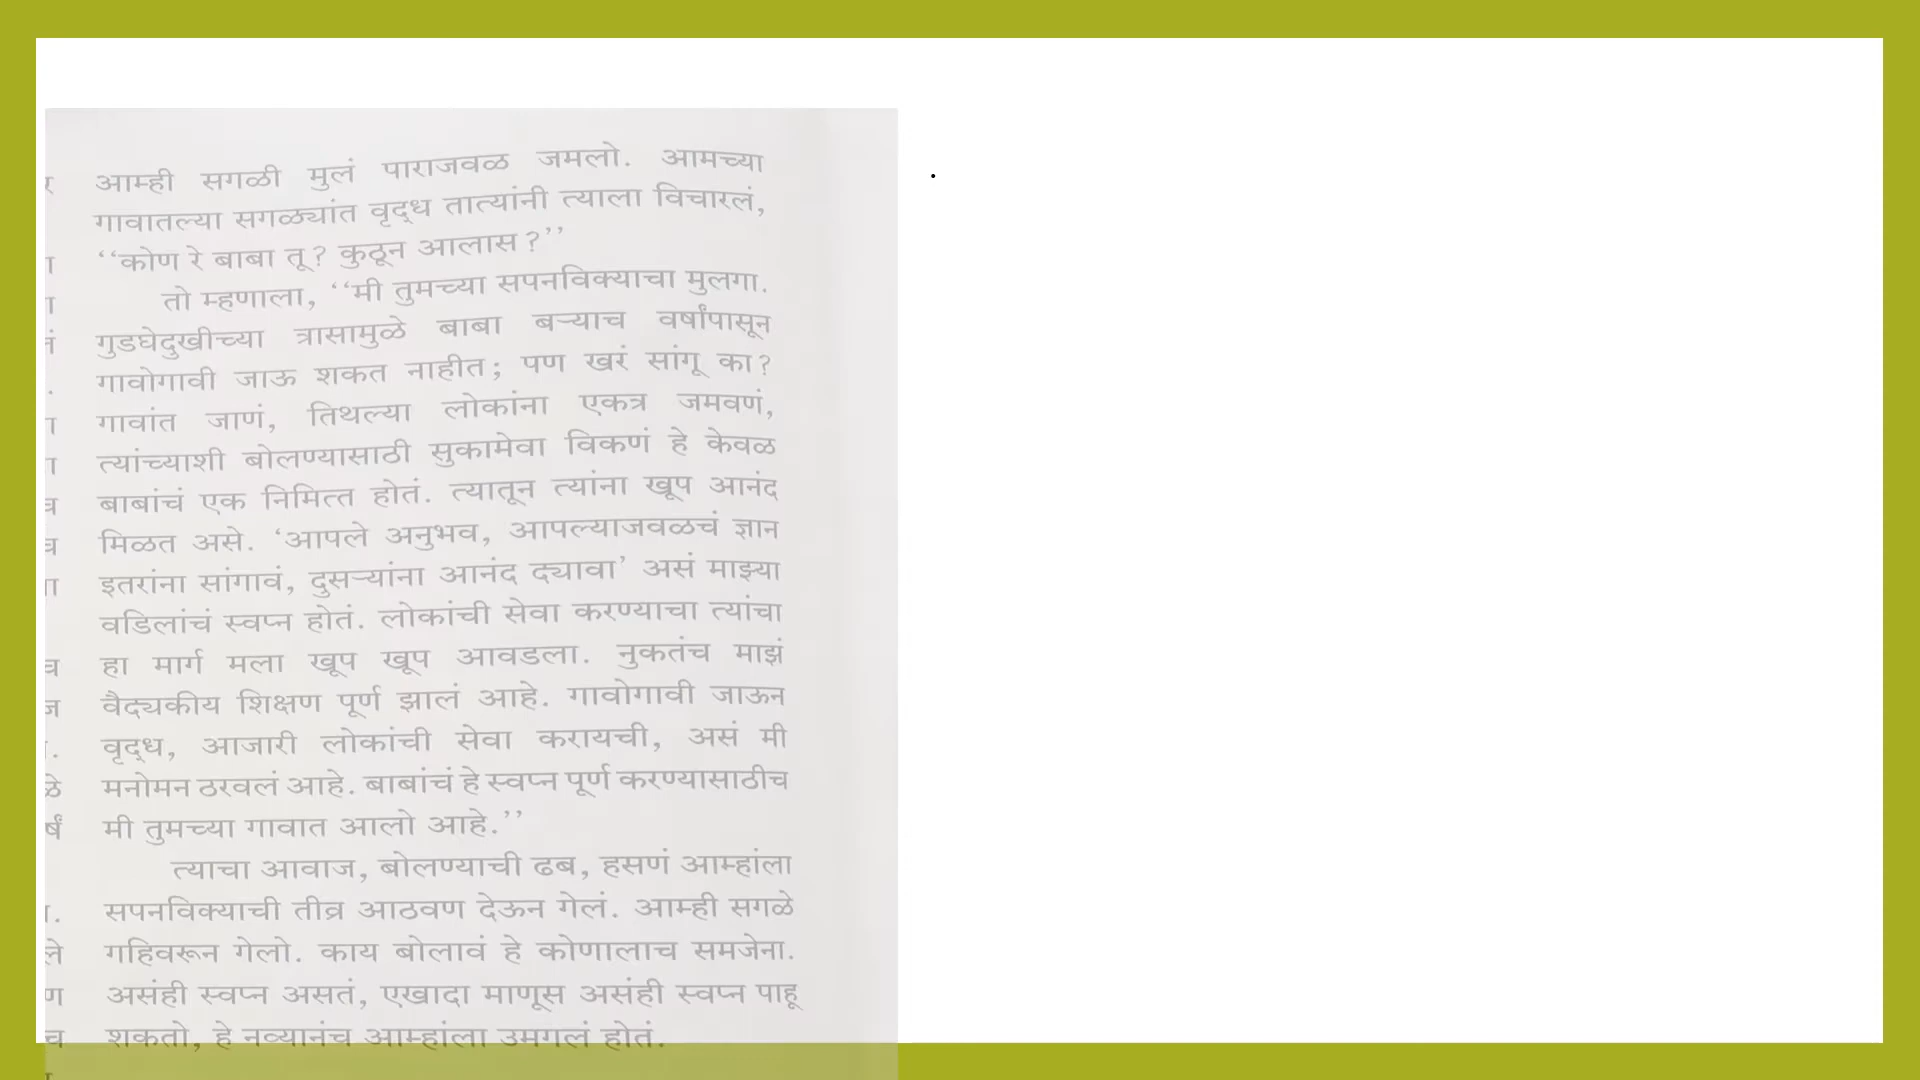 आम्ही सगळी मुलं पाराजवळ जमलो. आमच्या
गावातल्या सगळ्यांत वृद्ध तात्यांनी त्याला विचारलं,
‘‘कोण रे बाबा तू? कुठून आलास?’’
तो म्हणाला, ‘‘मी तुमच्या सपनविक्याचा मुलगा.
गुडघेदुखीच्या त्रासामुळे बाबा बऱ्याच वर्षांपासून
गावोगावी जाऊ शकत नाहीत; पण खरं सांगू का?
गावांत जाणं, तिथल्या लोकांना एकत्र जमवणं,
त्यांच्याशी बोलण्यासाठी सुकामेवा विकणं हे केवळ
बाबांचं एक निमित्त होतं. त्यातून त्यांना खूप आनंद
मिळत असे. ‘आपले अनुभव, आपल्याजवळचं ज्ञान
इतरांना सांगावं, दुसऱ्यांना आनंद द्यावा’ असं माझ्या
वडिलांचं स्वप्न होतं. लोकांची सेवा करण्याचा त्यांचा
हा मार्ग मला खूप खूप आवडला. नुकतंच माझं
वैद्यकीय शिक्षण पूर्ण झालं आहे. गावोगावी जाऊन
वृद्ध, आजारी लोकांची सेवा करायची, असं मी
मनोमन ठरवलं आहे. बाबांचं हे स्वप्न पूर्ण करण्यासाठीच
मी तुमच्या गावात आलो आहे.’’
त्याचा आवाज, बोलण्याची ढब, हसणं आम्हांला
सपनविक्याची तीव्र आठवण देऊन गेलं. आम्ही सगळे
गहिवरून गेलो. काय बोलावं हे कोणालाच समजेना.
असंही स्वप्न असतं, एखादा माणूस असंही स्वप्न पाहू
शकतो, हे नव्यानंच आम्हांला उमगलं होतं.